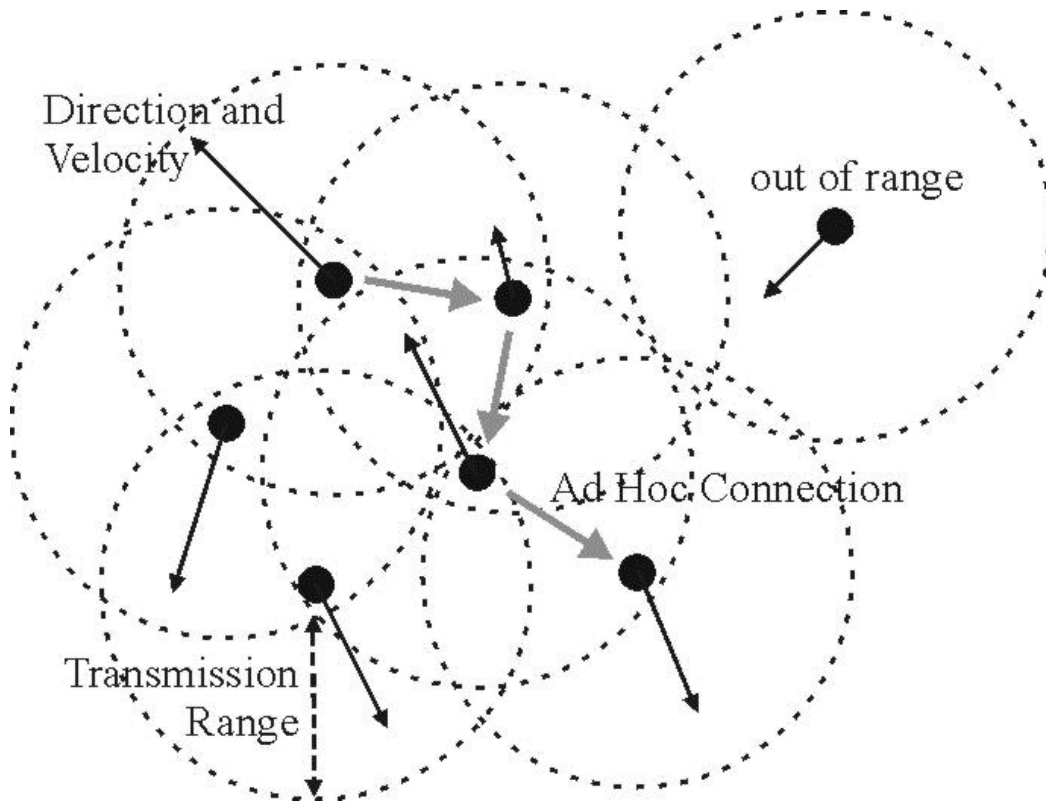 Direction and
Velocity
out of range
Ad Hoc Connection
Transmission
Range